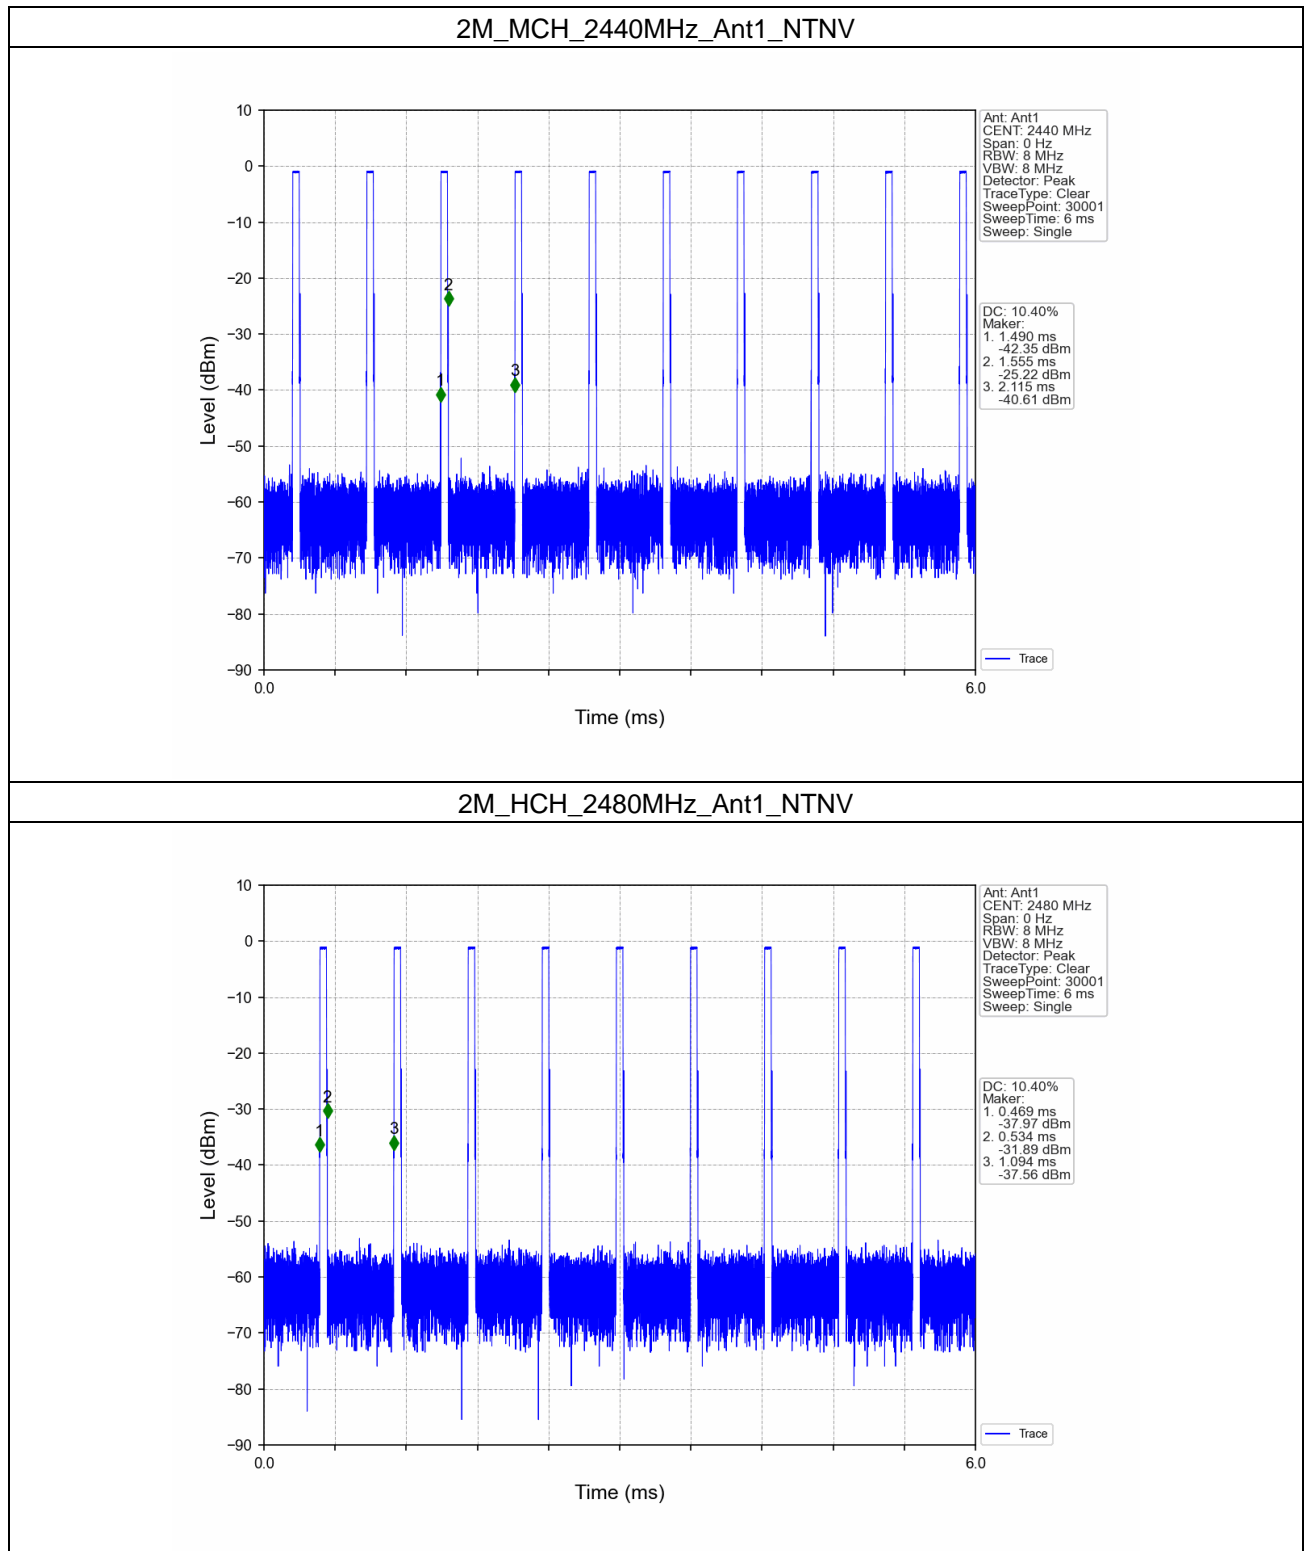 2M_MCH_2440MHz_Ant1_NTNV
10
0
−10
−20
−30
−40
−50
−60
−70
−80
−90
Level (dBm)
0.0
6.0
Time (ms)
1
2
3
Ant: Ant1
CENT: 2440 MHz
Span: 0 Hz
RBW: 8 MHz
VBW: 8 MHz
Detector: Peak
TraceType: Clear
SweepPoint: 30001
SweepTime: 6 ms
Sweep: Single
DC: 10.40%
Maker:
1. 1.490 ms
-42.35 dBm
2. 1.555 ms
-25.22 dBm
3. 2.115 ms
-40.61 dBm
Trace
2M_HCH_2480MHz_Ant1_NTNV
10
0
−10
−20
−30
−40
−50
−60
−70
−80
−90
Level (dBm)
0.0
6.0
Time (ms)
1
2
3
Ant: Ant1
CENT: 2480 MHz
Span: 0 Hz
RBW: 8 MHz
VBW: 8 MHz
Detector: Peak
TraceType: Clear
SweepPoint: 30001
SweepTime: 6 ms
Sweep: Single
DC: 10.40%
Maker:
1. 0.469 ms
-37.97 dBm
2. 0.534 ms
-31.89 dBm
3. 1.094 ms
-37.56 dBm
Trace